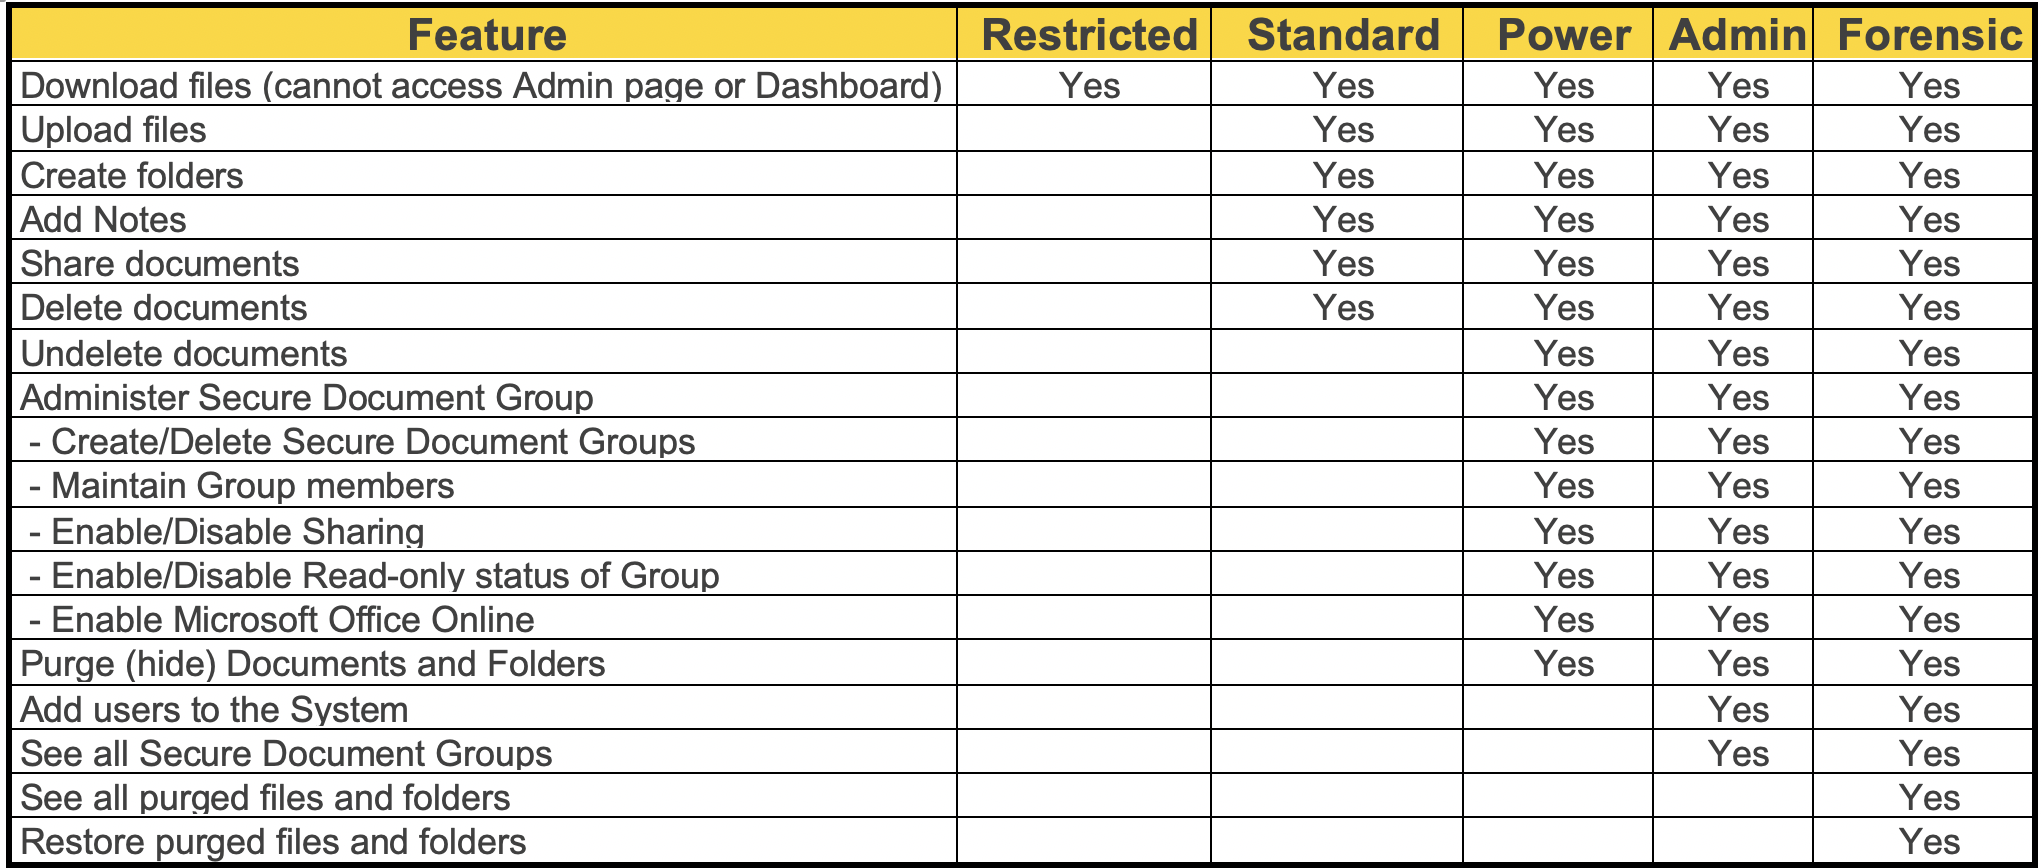 Feature Restricted Standard Power Admin Forensic
Download files (cannot access Admin page or Dashboard) Yes Yes Yes Yes Yes
Upload files Yes Yes Yes Yes
Create folders Yes Yes Yes Yes
Add Notes Yes Yes Yes Yes
Share documents Yes Yes Yes Yes
Delete documents Yes Yes Yes Yes
Undelete documents Yes Yes Yes
Administer Secure Document Group Yes Yes Yes
- Create/Delete Secure Document Groups Yes Yes Yes
- Maintain Group members Yes Yes Yes
- Enable/Disable Sharing Yes Yes Yes
- Enable/Disable Read-only status of Group Yes Yes Yes
- Enable Microsoft Office Online Yes Yes Yes
Purge (hide) Documents and Folders Yes Yes Yes
Add users to the System Yes Yes
See all Secure Document Groups Yes Yes
See all purged files and folders Yes
Restore purged files and folders Yes